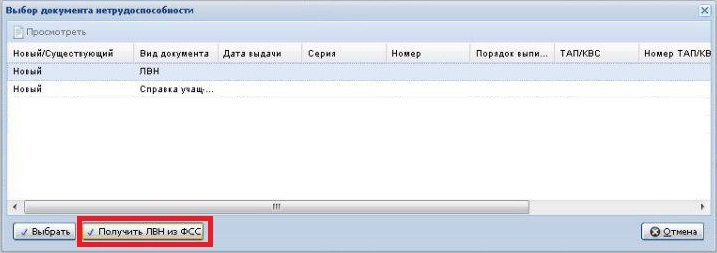 Выбор документа нетрудоспособности
Просмотреть
Новый/Существующий Вид документа Дата выдачи Серия Номер Порядок выпи... ТАП/КВС Номер ТАП/КВ
Новый ЛВН
Новый Справка учащ-...
Выбрать Получить ЛВН из ФСС Отмена